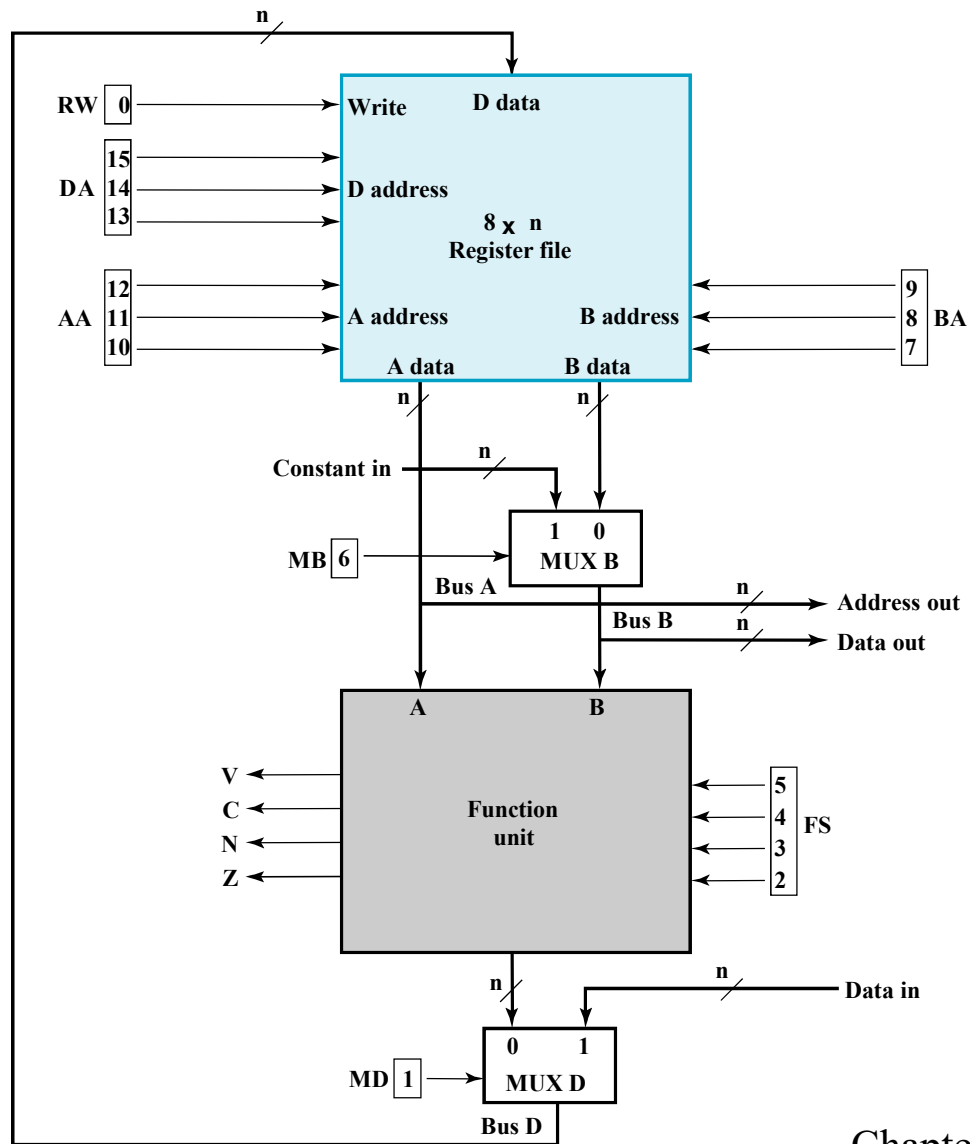 n
D data
RW 0
Write
15
DA 14
13
D address
8 x n
Register file
12
AA 11
10
A address
B address
9
8 BA
7
A data
B data
n
n
Constant in
n
1 0
MUX B
MB 6
Bus A
n
Address out
Bus B
n
Data out
A
B
V
C
N
Z
Function
unit
5
4
3
2
FS
n
n
Data in
0 1
MUX D
MD 1
Bus D